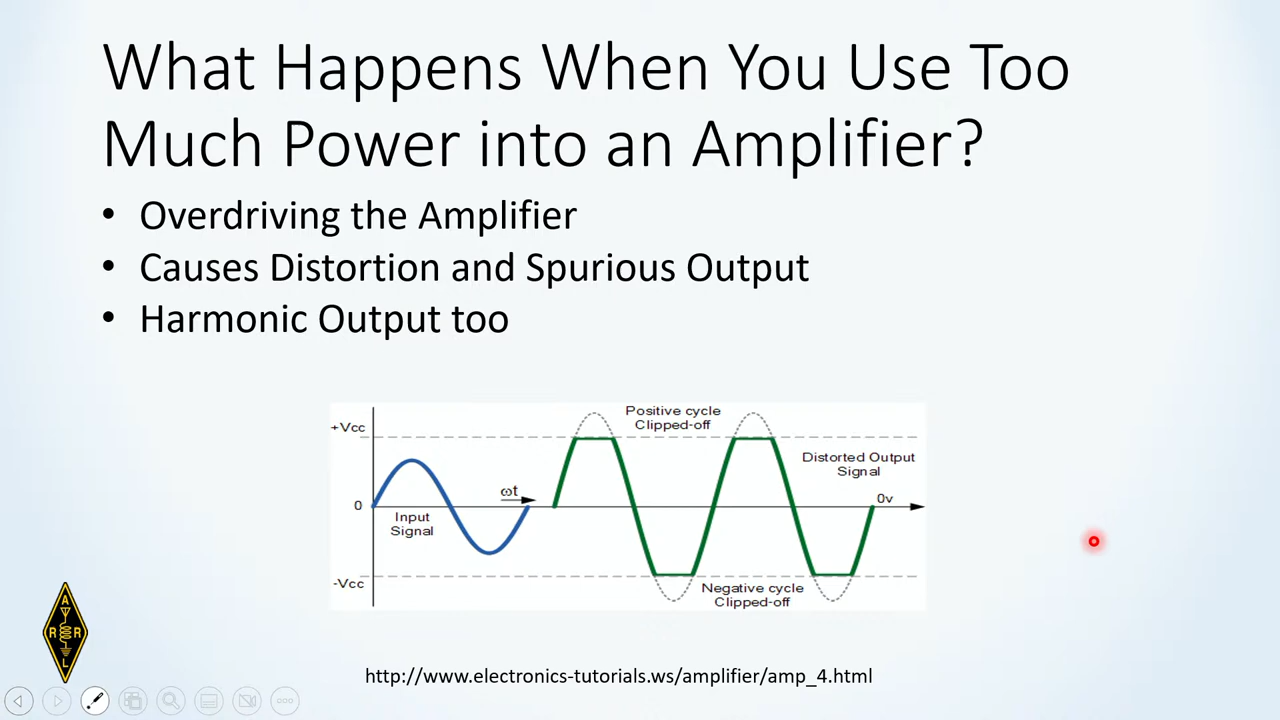 What Happens When You Use Too
Much Power into an Amplifier?
• Overdriving the Amplifier
• Causes Distortion and Spurious Output
• Harmonic Output too
+Vcc
0
-Vcc
Input
Signal
ωt
Positive cycle
Clipped-off
Negative cycle
Clipped-off
Distorted Output
Signal
0v
A
R R
L
http://www.electronics-tutorials.ws/amplifier/amp_4.html